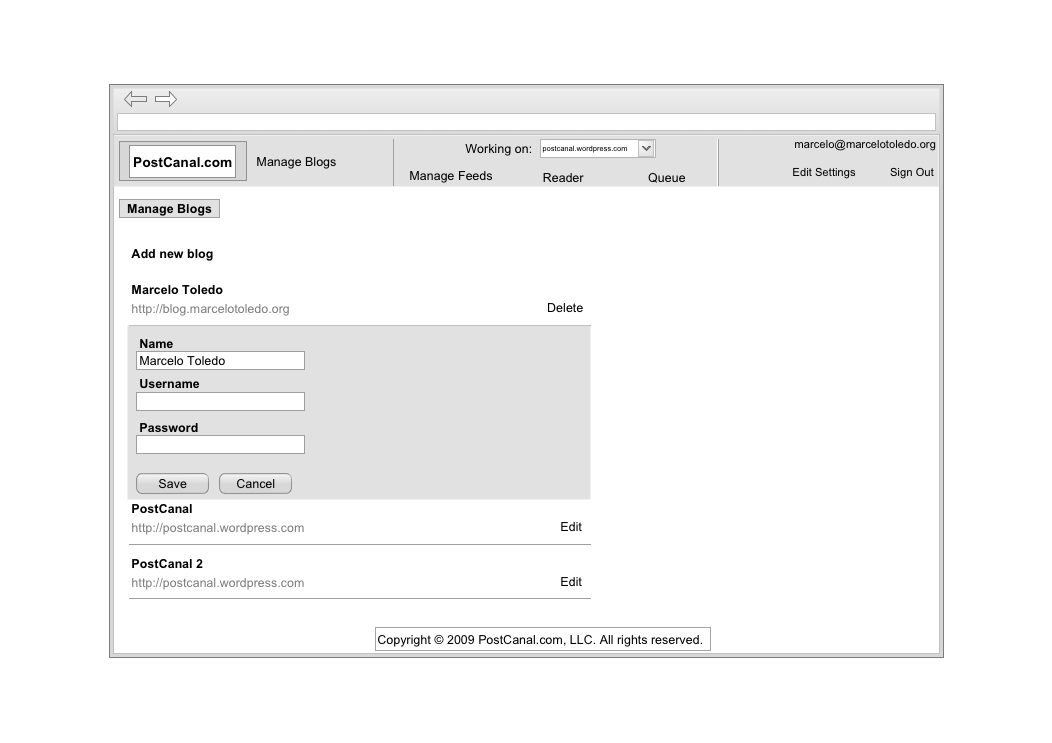 PostCanal.com
Manage Blogs
Working on: postcanal.wordpress.com
Manage Feeds Reader Queue
marcelo@marcelotoledo.org
Edit Settings Sign Out
Manage Blogs
Add new blog
Marcelo Toledo
http://blog.marcelotoledo.org Delete
Name
Marcelo Toledo
Username
Password
Save Cancel
PostCanal
http://postcanal.wordpress.com Edit
PostCanal 2
http://postcanal.wordpress.com Edit
Copyright © 2009 PostCanal.com, LLC. All rights reserved.